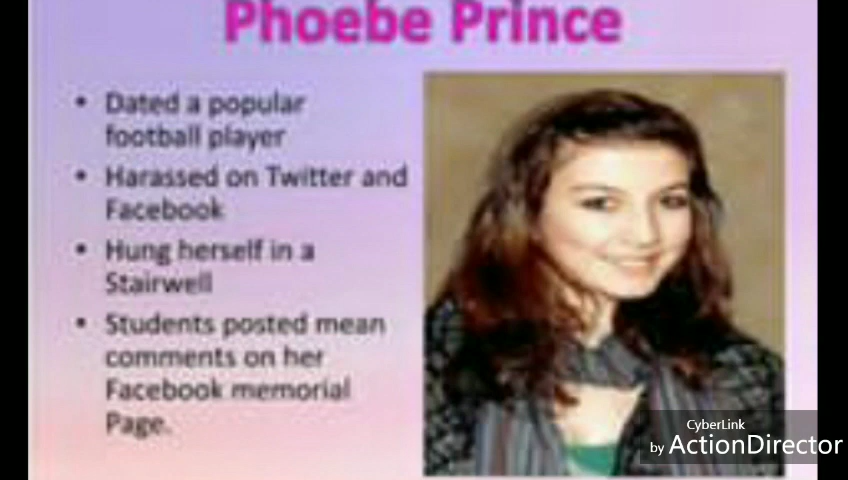 Phoebe Prince
• Dated a popular
football player
• Harassed on Twitter and
Facebook
• Hung herself in a
Stairwell
• Students posted mean
comments on her
Facebook memorial
Page.
CyberLink
by ActionDirector